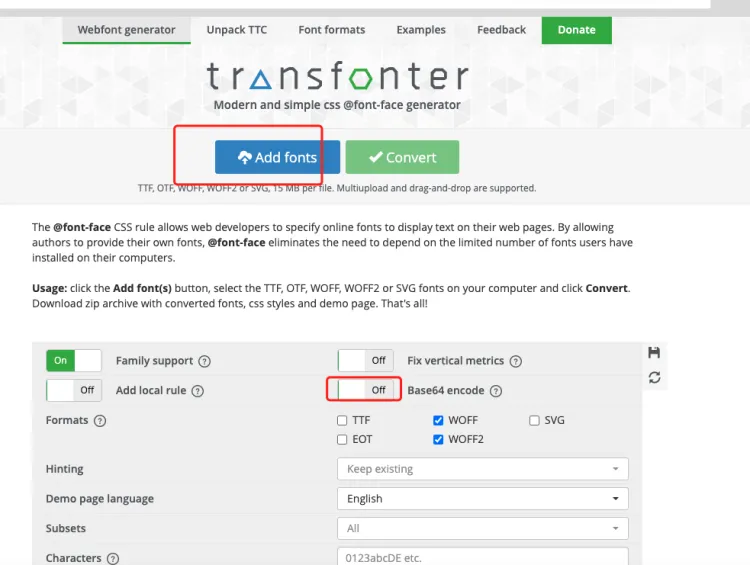 Webfont generator Unpack TTC Font formats Examples Feedback Donate
transfonter
Modern and simple css @font-face generator
Add fonts Convert
TTF, OTF, WOFF, WOFF2 or SVG, 15 MB per file. Multiupload and drag-and-drop are supported.
The @font-face CSS rule allows web developers to specify online fonts to display text on their web pages. By allowing
authors to provide their own fonts, @font-face eliminates the need to depend on the limited number of fonts users have
installed on their computers.
Usage: click the Add font(s) button, select the TTF, OTF, WOFF, WOFF2 or SVG fonts on your computer and click Convert.
Download zip archive with converted fonts, css styles and demo page. That's all!
On Family support ? Off Fix vertical metrics ?
Off Add local rule ? Off Base64 encode ?
Formats ? TTF WOFF SVG
EOT WOFF2
Hinting Keep existing
Demo page language English
Subsets All
Characters ? 0123abcDE etc.